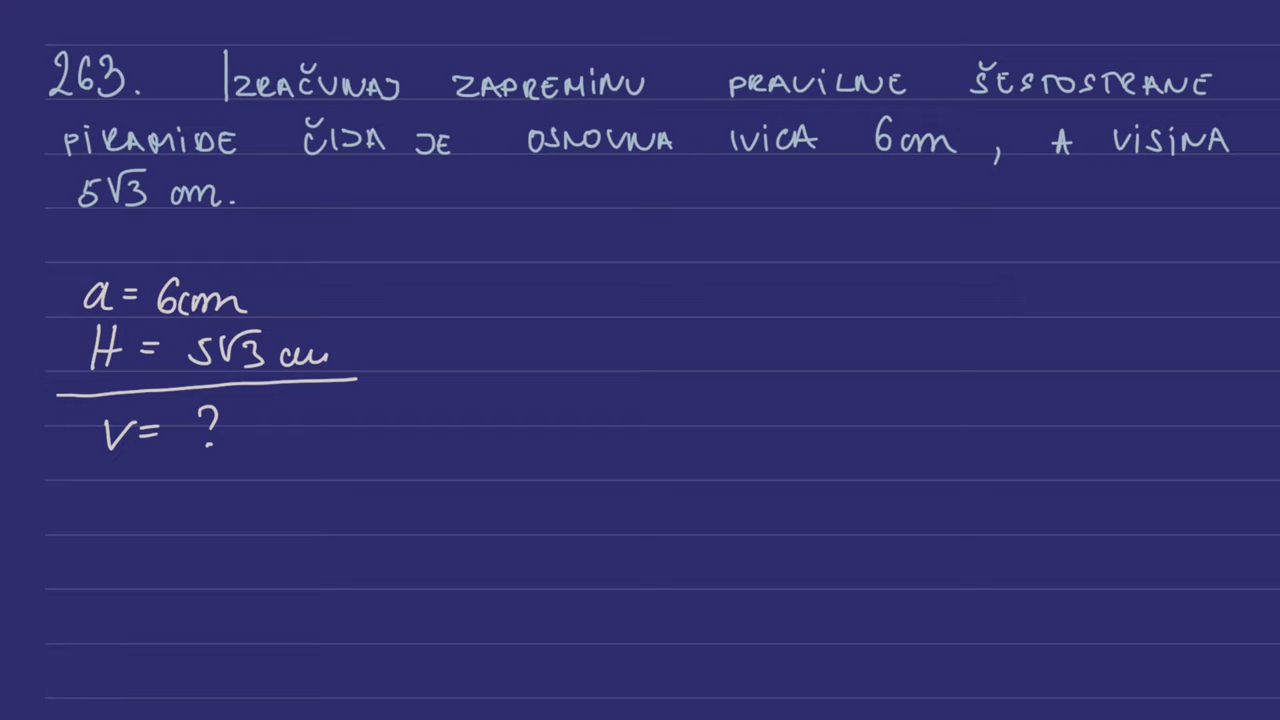 263. IZRAČUNAJ ZAPREMINU PRAVILNE ŠESTOSTRANE
PIRAMIDE ČIJA JE OSNOVNA IVICA 6cm, A VISINA
5√3 cm.
a = 6cm
H = 5√3 cm
V = ?